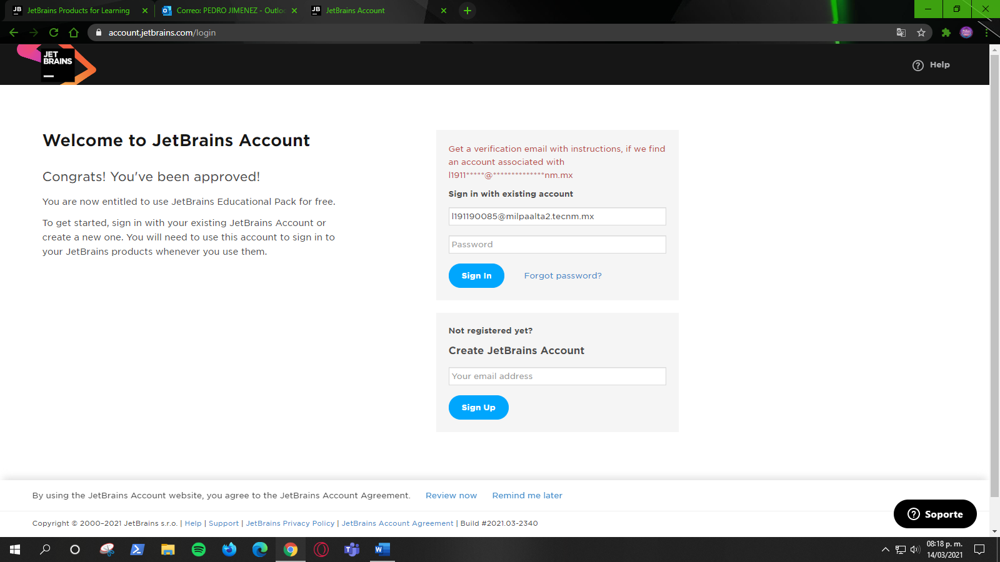 JetBrains Products for Learning
Correo: PEDRO JIMENEZ - Outlo
JetBrains Account
account.jetbrains.com/login
JET
BRAINS
Help
Welcome to JetBrains Account
Congrats! You've been approved!
You are now entitled to use JetBrains Educational Pack for free.
To get started, sign in with your existing JetBrains Account or
create a new one. You will need to use this account to sign in to
your JetBrains products whenever you use them.
Get a verification email with instructions, if we find
an account associated with
l1911*****@**************nm.mx
Sign in with existing account
l191190085@milpaalta2.tecnm.mx
Password
Sign In
Forgot password?
Not registered yet?
Create JetBrains Account
Your email address
Sign Up
By using the JetBrains Account website, you agree to the JetBrains Account Agreement. Review now Remind me later
Copyright © 2000–2021 JetBrains s.r.o. | Help | Support | JetBrains Privacy Policy | JetBrains Account Agreement | Build #2021.03-2340
Soporte
08:18 p. m.
14/03/2021